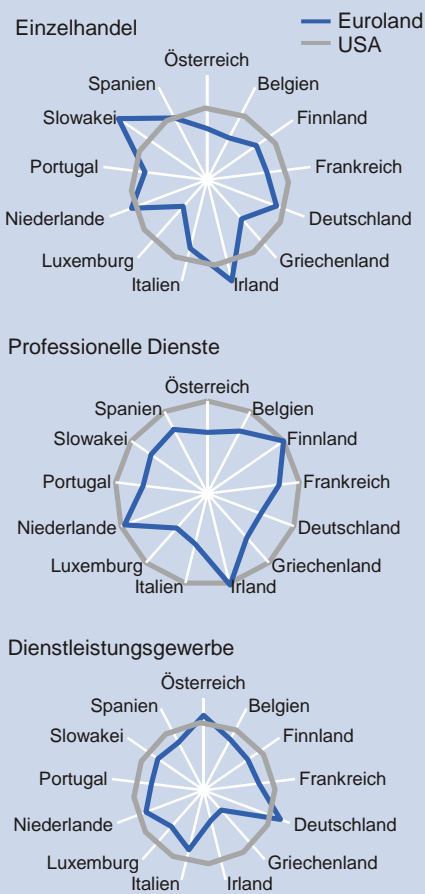 Einzelhandel
Euroland
USA
Österreich
Spanien
Belgien
Slowakei
Finnland
Portugal
Frankreich
Niederlande
Deutschland
Luxemburg
Griechenland
Italien
Irland
Professionelle Dienste
Österreich
Spanien
Belgien
Slowakei
Finnland
Portugal
Frankreich
Niederlande
Deutschland
Luxemburg
Griechenland
Italien
Irland
Dienstleistungsgewerbe
Österreich
Spanien
Belgien
Slowakei
Finnland
Portugal
Frankreich
Niederlande
Deutschland
Luxemburg
Griechenland
Italien
Irland